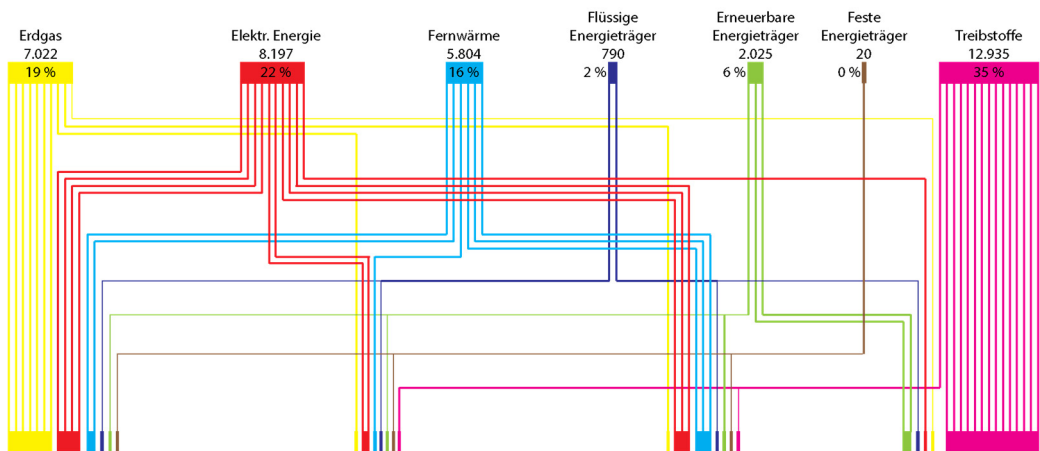 Erdgas
7.022
19 %
Elektr. Energie
8.197
22 %
Fernwärme
5.804
16 %
Flüssige
Energieträger
790
2 %
Erneuerbare
Energieträger
2.025
6 %
Feste
Energieträger
20
0 %
Treibstoffe
12.935
35 %